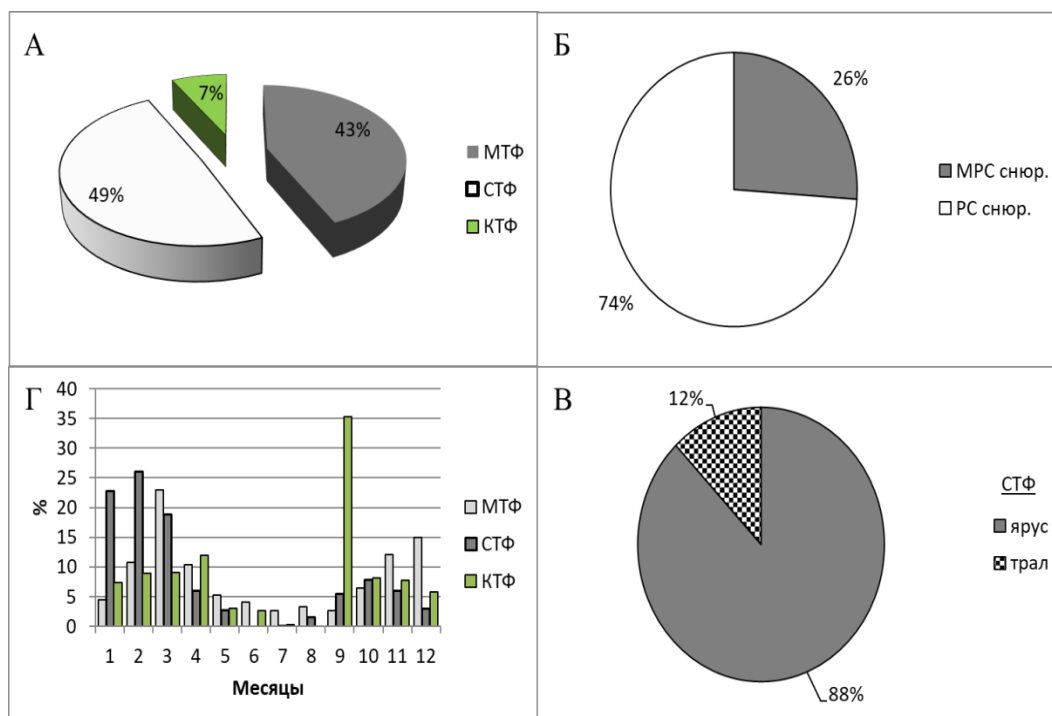 А
7%
43%
49%
МТФ
СТФ
КТФ
Б
26%
74%
МРС снюр.
РС снюр.
Г
40
35
30
25
20
15
10
5
0
%
1 2 3 4 5 6 7 8 9 10 11 12
Месяцы
МТФ
СТФ
КТФ
В
12%
88%
СТФ
ярус
трал